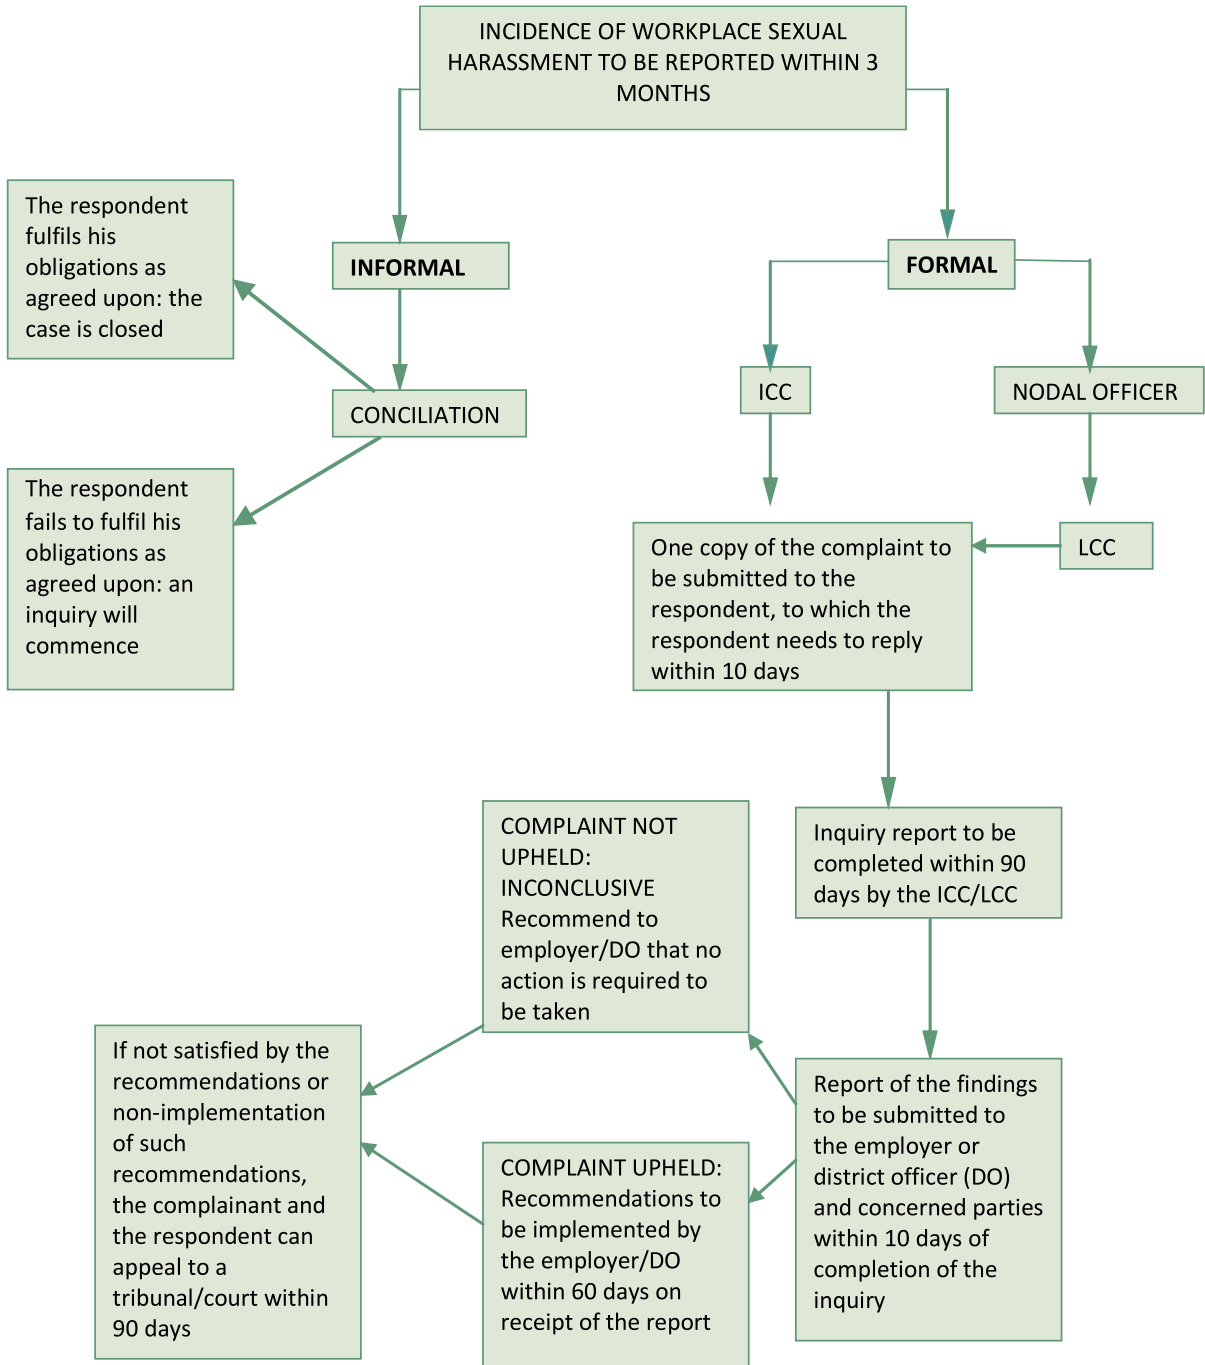 INCIDENCE OF WORKPLACE SEXUAL
HARASSMENT TO BE REPORTED WITHIN 3
MONTHS
The respondent
fulfils his
obligations as
agreed upon: the
case is closed
INFORMAL
FORMAL
CONCILIATION
ICC
NODAL OFFICER
The respondent
fails to fulfil his
obligations as
agreed upon: an
inquiry will
commence
One copy of the complaint to
be submitted to the
respondent, to which the
respondent needs to reply
within 10 days
LCC
Inquiry report to be
completed within 90
days by the ICC/LCC
COMPLAINT NOT
UPHELD:
INCONCLUSIVE
Recommend to
employer/DO that no
action is required to
be taken
Report of the findings
to be submitted to
the employer or
district officer (DO)
and concerned parties
within 10 days of
completion of the
inquiry
COMPLAINT UPHELD:
Recommendations to
be implemented by
the employer/DO
within 60 days on
receipt of the report
If not satisfied by the
recommendations or
non-implementation
of such
recommendations,
the complainant and
the respondent can
appeal to a
tribunal/court within
90 days